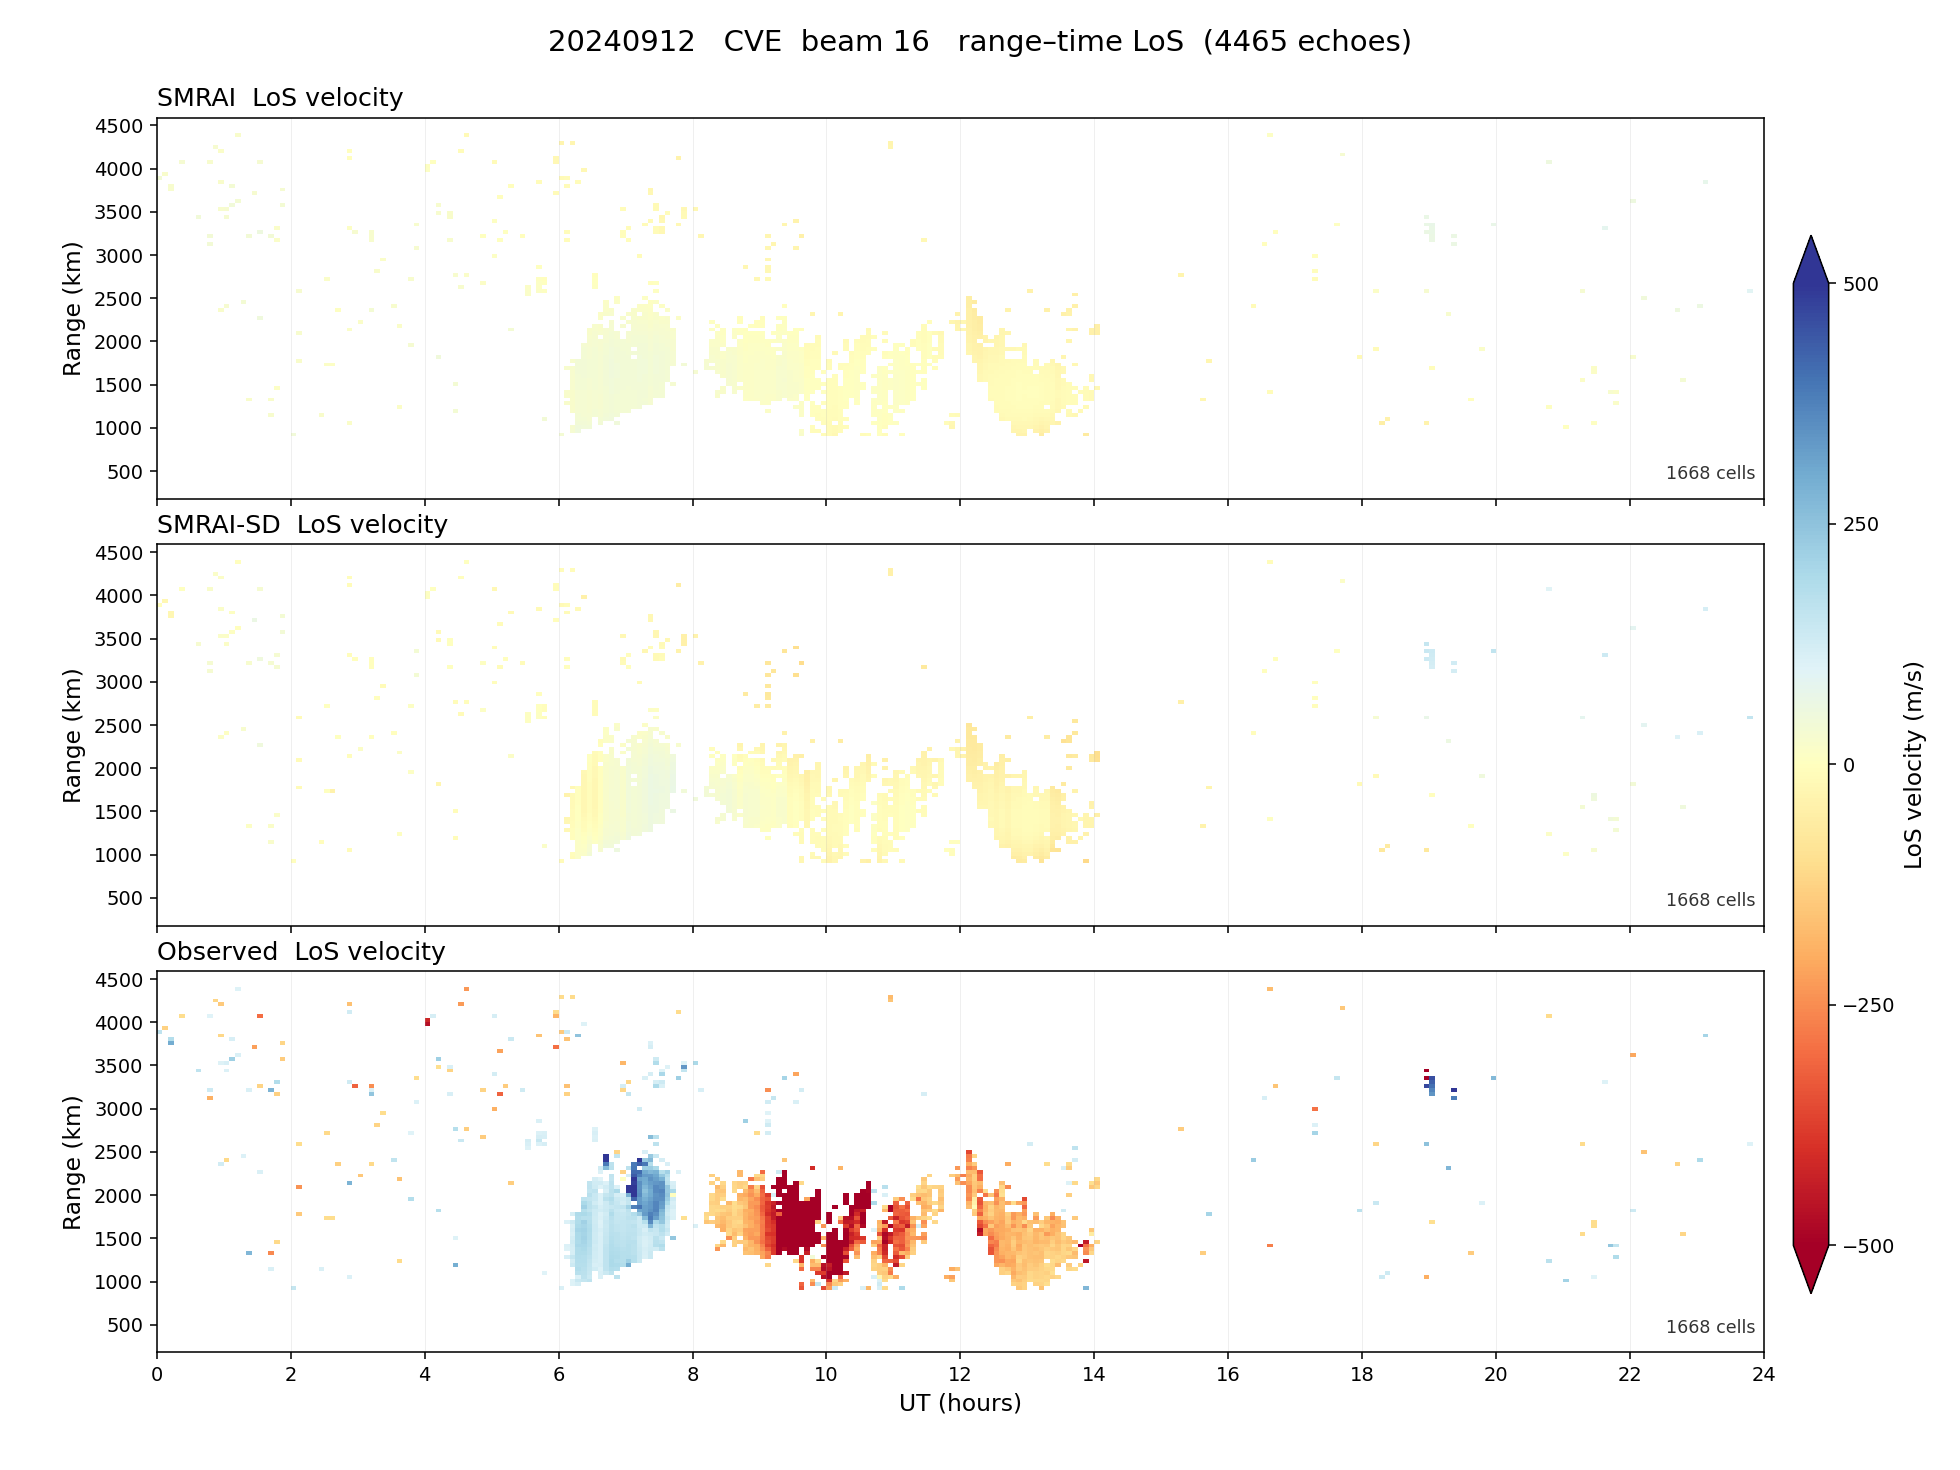 20240912   CVE  beam 16   range–time LoS  (4465 echoes)
SMRAI  LoS velocity
4500
4000
3500
3000
2500
2000
1500
1000
500
Range (km)
1668 cells
SMRAI-SD  LoS velocity
4500
4000
3500
3000
2500
2000
1500
1000
500
Range (km)
1668 cells
Observed  LoS velocity
4500
4000
3500
3000
2500
2000
1500
1000
500
Range (km)
1668 cells
0 2 4 6 8 10 12 14 16 18 20 22 24
UT (hours)
500
250
0
−250
−500
LoS velocity (m/s)